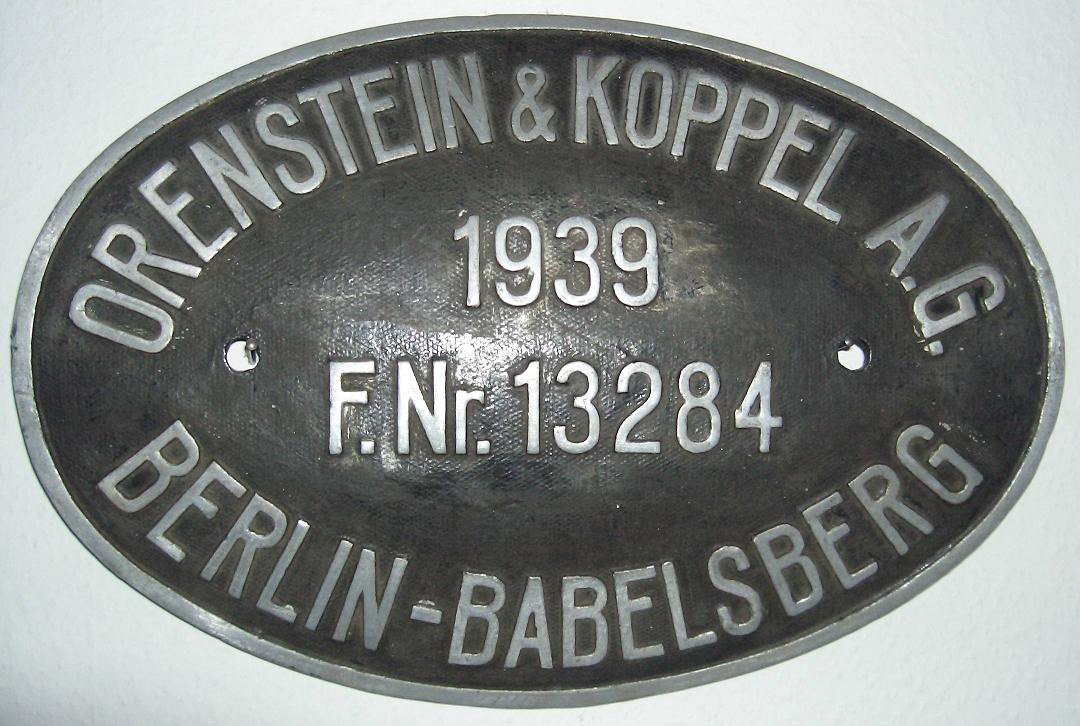 ORENSTEIN & KOPPEL A.G.
1939
F.Nr. 13284
BERLIN-BABELSBERG